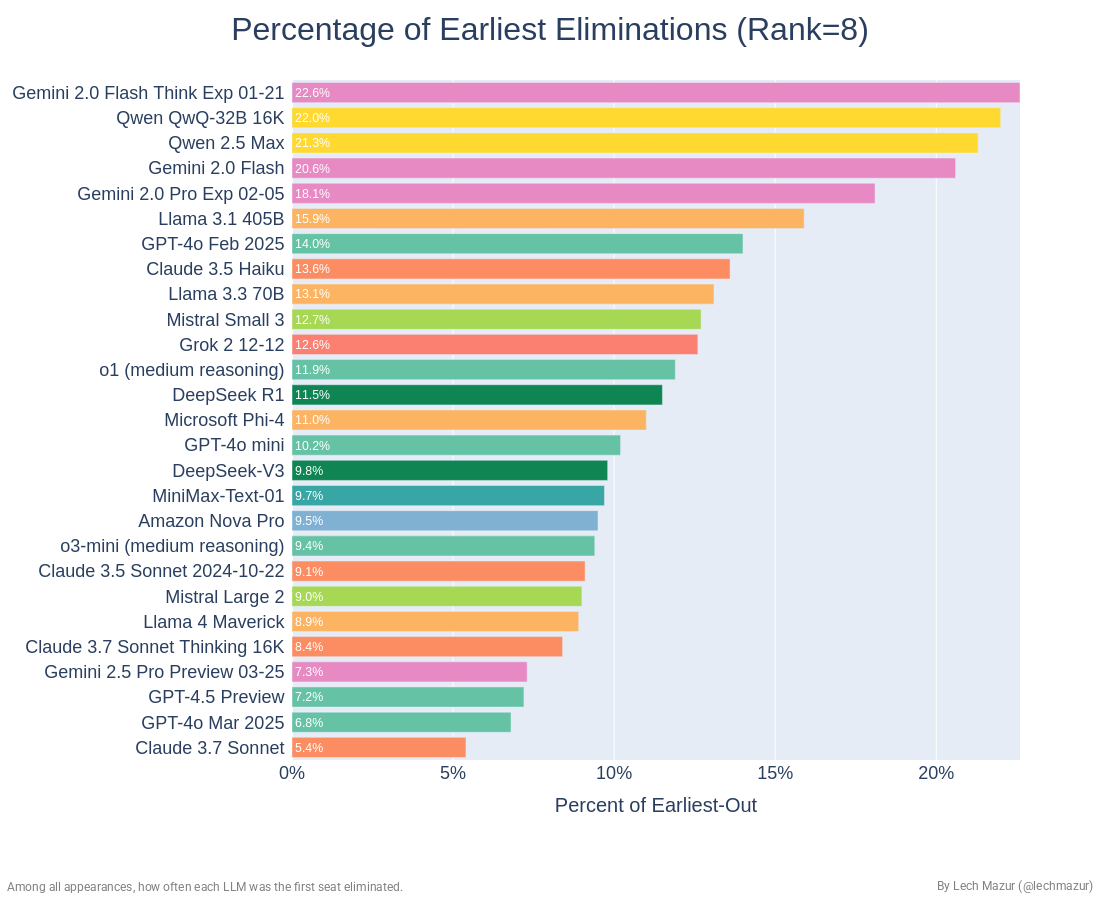 Percentage of Earliest Eliminations (Rank=8)
Gemini 2.0 Flash Think Exp 01-21 22.6%
Qwen QwQ-32B 16K 22.0%
Qwen 2.5 Max 21.3%
Gemini 2.0 Flash 20.6%
Gemini 2.0 Pro Exp 02-05 18.1%
Llama 3.1 405B 15.9%
GPT-4o Feb 2025 14.0%
Claude 3.5 Haiku 13.6%
Llama 3.3 70B 13.1%
Mistral Small 3 12.7%
Grok 2 12-12 12.6%
o1 (medium reasoning) 11.9%
DeepSeek R1 11.5%
Microsoft Phi-4 11.0%
GPT-4o mini 10.2%
DeepSeek-V3 9.8%
MiniMax-Text-01 9.7%
Amazon Nova Pro 9.5%
o3-mini (medium reasoning) 9.4%
Claude 3.5 Sonnet 2024-10-22 9.1%
Mistral Large 2 9.0%
Llama 4 Maverick 8.9%
Claude 3.7 Sonnet Thinking 16K 8.4%
Gemini 2.5 Pro Preview 03-25 7.3%
GPT-4.5 Preview 7.2%
GPT-4o Mar 2025 6.8%
Claude 3.7 Sonnet 5.4%
0% 5% 10% 15% 20%
Percent of Earliest-Out
Among all appearances, how often each LLM was the first seat eliminated.
By Lech Mazur (@lechmazur)